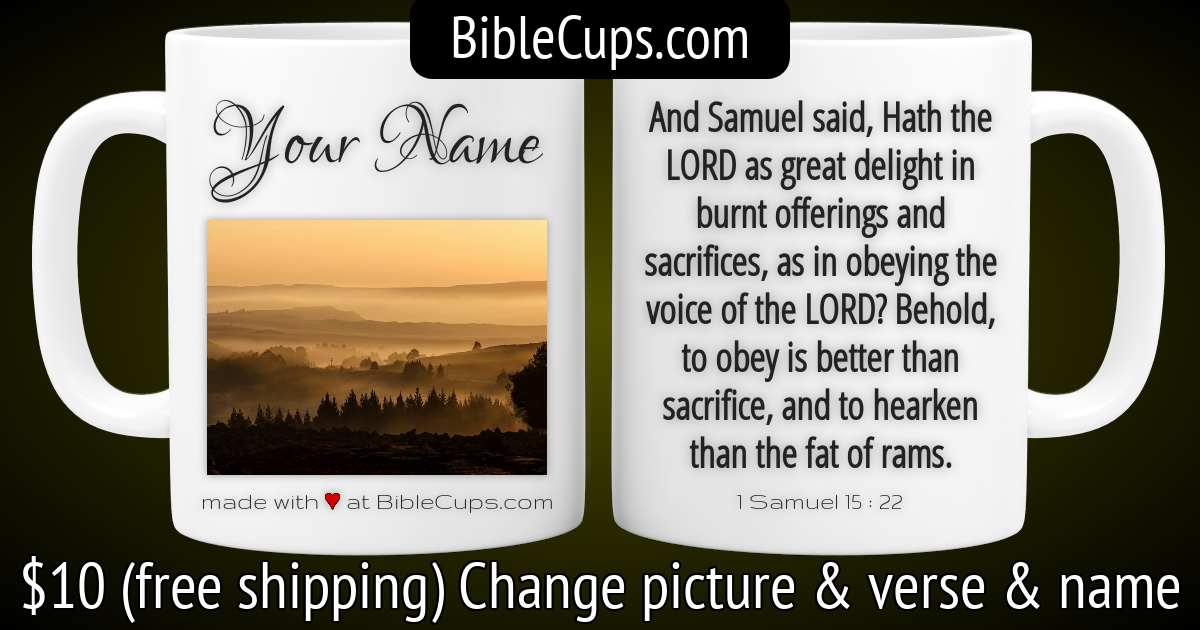 BibleCups.com
Your Name
made with ♥ at BibleCups.com
And Samuel said, Hath the
LORD as great delight in
burnt offerings and
sacrifices, as in obeying the
voice of the LORD? Behold,
to obey is better than
sacrifice, and to hearken
than the fat of rams.
1 Samuel 15 : 22
$10 (free shipping) Change picture & verse & name